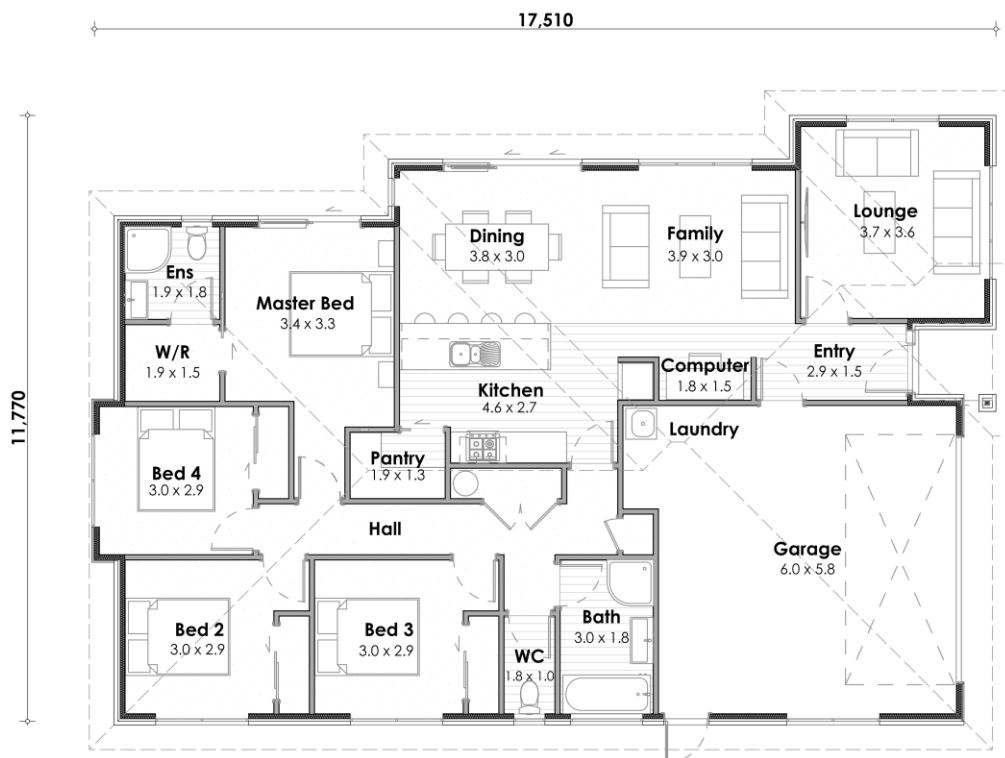 17,510
11,770
Lounge
3.7 x 3.6
Dining
3.8 x 3.0
Family
3.9 x 3.0
Ens
1.9 x 1.8
Master Bed
3.4 x 3.3
W/R
1.9 x 1.5
Computer
1.8 x 1.5
Entry
2.9 x 1.5
Kitchen
4.6 x 2.7
Laundry
Pantry
1.9 x 1.3
Bed 4
3.0 x 2.9
Hall
Garage
6.0 x 5.8
Bed 2
3.0 x 2.9
Bed 3
3.0 x 2.9
WC
1.8 x 1.0
Bath
3.0 x 1.8